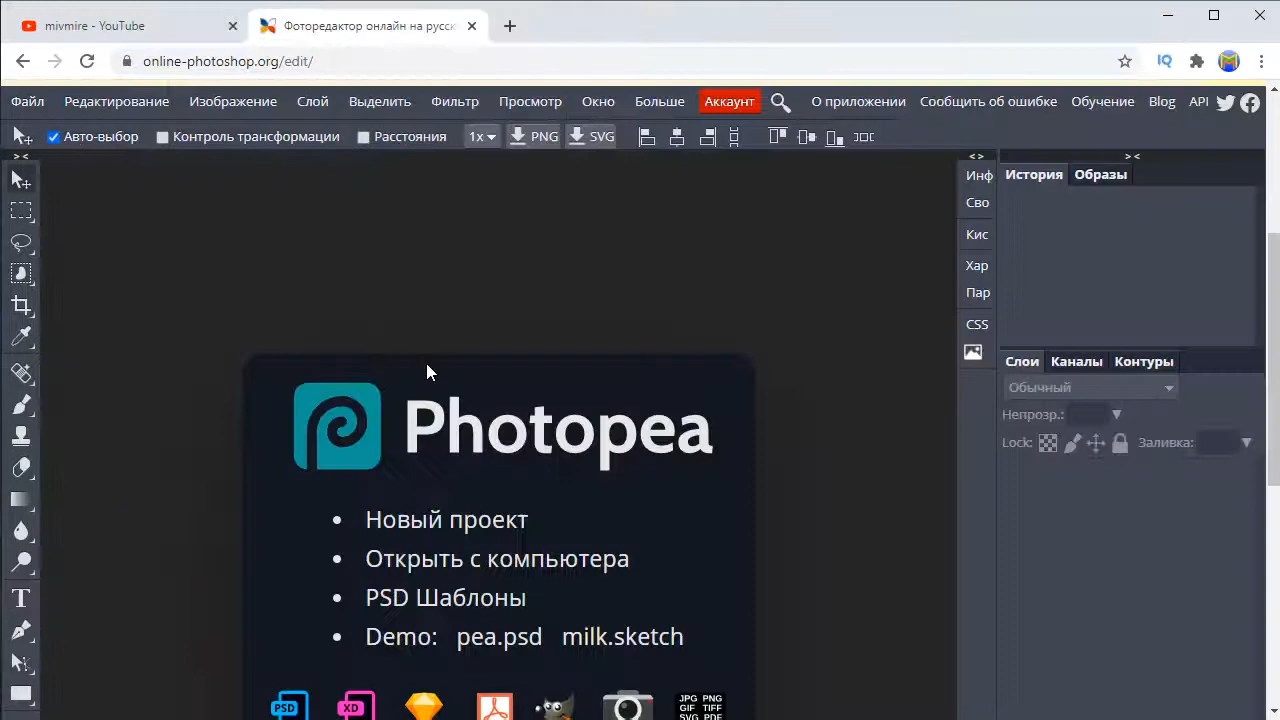 mivmire - YouTube
Фоторедактор онлайн на русск
online-photoshop.org/edit/
IQ
Файл Редактирование Изображение Слой Выделить Фильтр Просмотр Окно Больше Аккаунт О приложении Сообщить об ошибке Обучение Blog API
Авто-выбор Контроль трансформации Расстояния 1x PNG SVG
Инф
Сво
Кис
Хар
Пар
CSS
История Образы
Слои Каналы Контуры
Обычный
Непрозр.:
Lock: Заливка:
T
Photopea
Новый проект
Открыть с компьютера
PSD Шаблоны
Demo: pea.psd milk.sketch
PSD XD
JPG PNG
GIF TIFF
SVG PDF